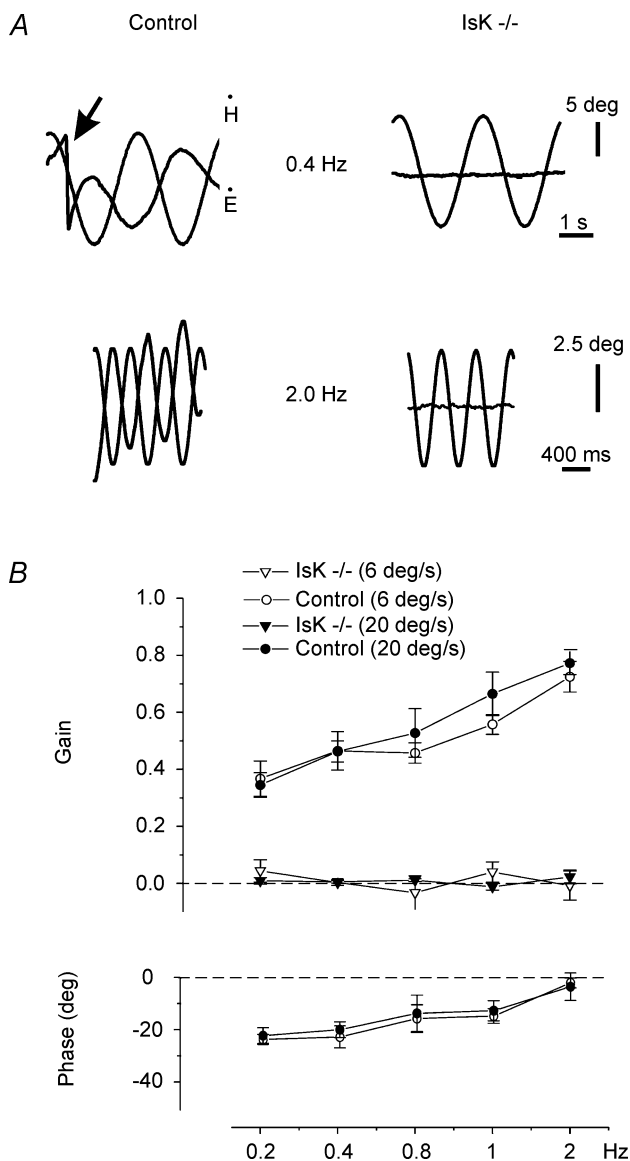 A
Control
IsK -/-
Ḣ
Ė
0.4 Hz
5 deg
1 s
2.0 Hz
2.5 deg
400 ms
B
IsK -/- (6 deg/s)
Control (6 deg/s)
IsK -/- (20 deg/s)
Control (20 deg/s)
Gain
1.0
0.8
0.6
0.4
0.2
0.0
Phase (deg)
0
-20
-40
0.2 0.4 0.8 1 2 Hz